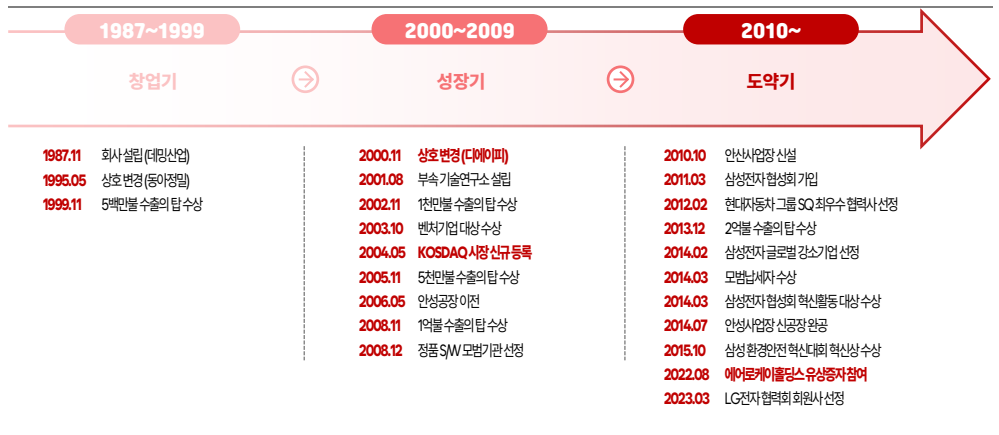 1987~1999
창업기
1987.11 회사 설립 (데밍산업)
1995.05 상호 변경 (동아정밀)
1999.11 5백만불 수출의 탑 수상
2000~2009
성장기
2000.11 상호 변경 (디에이피)
2001.08 부속 기술연구소 설립
2002.11 1천만불 수출의 탑 수상
2003.10 벤처기업 대상 수상
2004.05 KOSDAQ 시장 신규 등록
2005.11 5천만불 수출의 탑 수상
2006.05 안성공장 이전
2008.11 1억불 수출의 탑 수상
2008.12 정품 S/W 모범기관 선정
2010~
도약기
2010.10 안산사업장 신설
2011.03 삼성전자 협성회 가입
2012.02 현대자동차 그룹 SQ 최우수 협력사 선정
2013.12 2억불 수출의 탑 수상
2014.02 삼성전자 글로벌 강소기업 선정
2014.03 모범납세자 수상
2014.03 삼성전자 협성회 혁신활동 대상 수상
2014.07 안성사업장 신공장 완공
2015.10 삼성 환경안전 혁신대회 혁신상 수상
2022.08 에어로케이홀딩스 유상증자 참여
2023.03 LG전자 협력회 회원사 선정